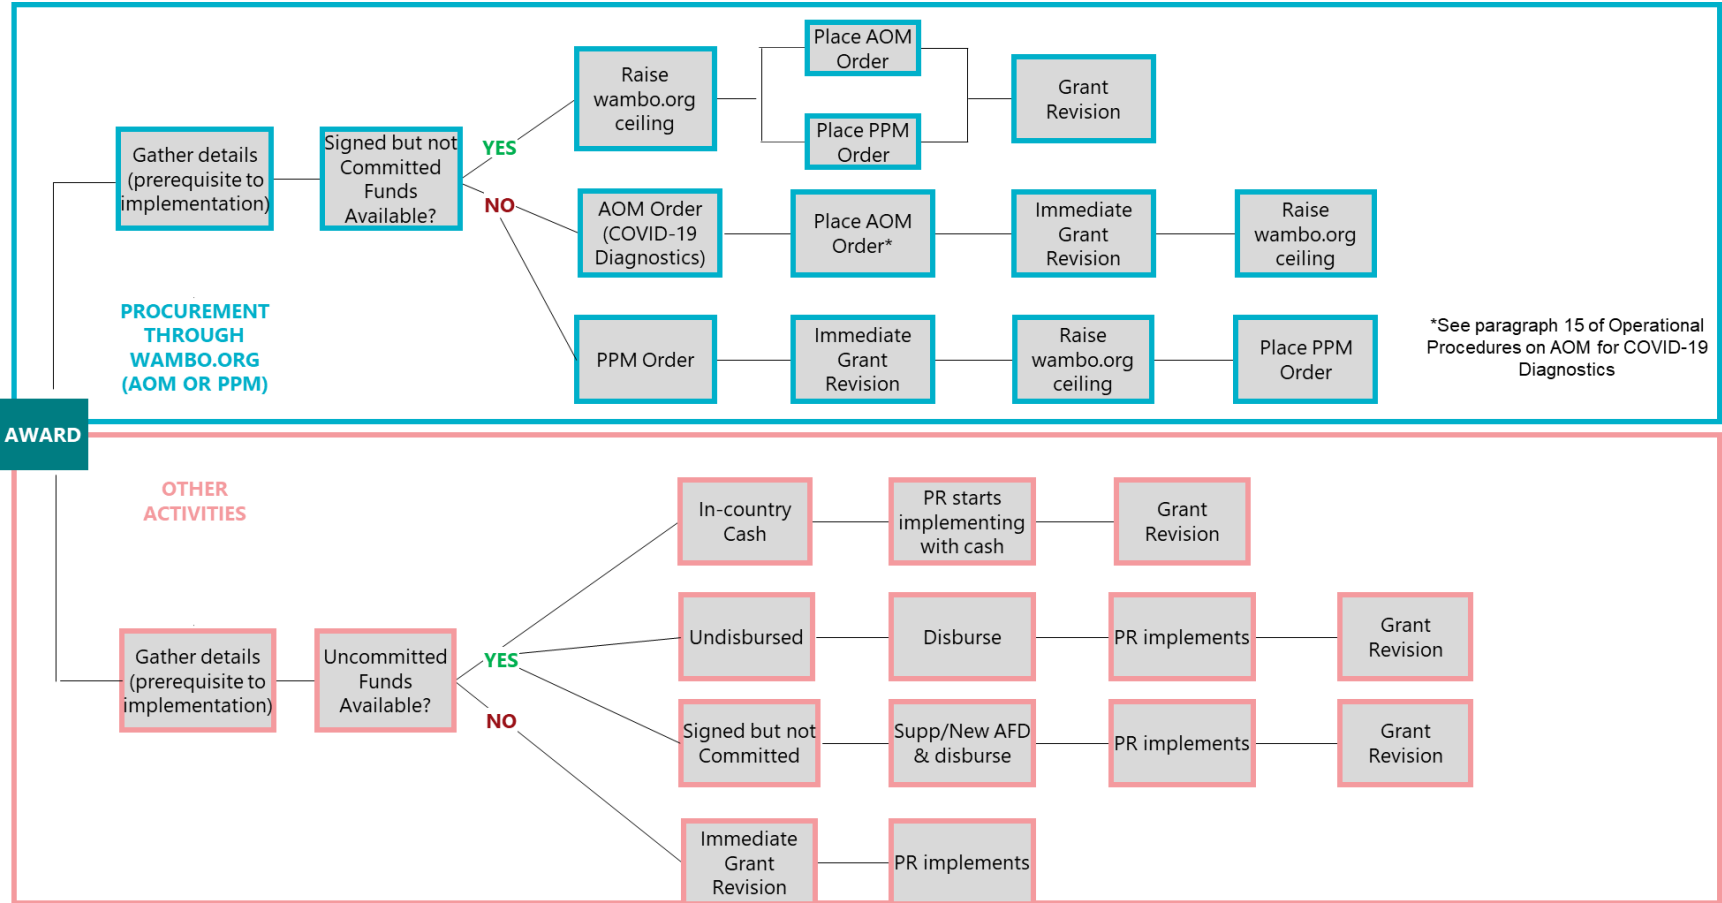 Place AOM
Order
Raise
wambo.org
ceiling
Grant
Revision
Place PPM
Order
Gather details
(prerequisite to
implementation)
Signed but not
Committed
Funds
Available?
YES
NO
AOM Order
(COVID-19
Diagnostics)
Place AOM
Order*
Immediate
Grant
Revision
Raise
wambo.org
ceiling
PROCUREMENT
THROUGH
WAMBO.ORG
(AOM OR PPM)
PPM Order
Immediate
Grant
Revision
Raise
wambo.org
ceiling
Place PPM
Order
*See paragraph 15 of Operational
Procedures on AOM for COVID-19
Diagnostics
AWARD
OTHER
ACTIVITIES
In-country
Cash
PR starts
implementing
with cash
Grant
Revision
Gather details
(prerequisite to
implementation)
Uncommitted
Funds
Available?
YES
NO
Undisbursed
Disburse
PR implements
Grant
Revision
Signed but not
Committed
Supp/New AFD
& disburse
PR implements
Grant
Revision
Immediate
Grant
Revision
PR implements